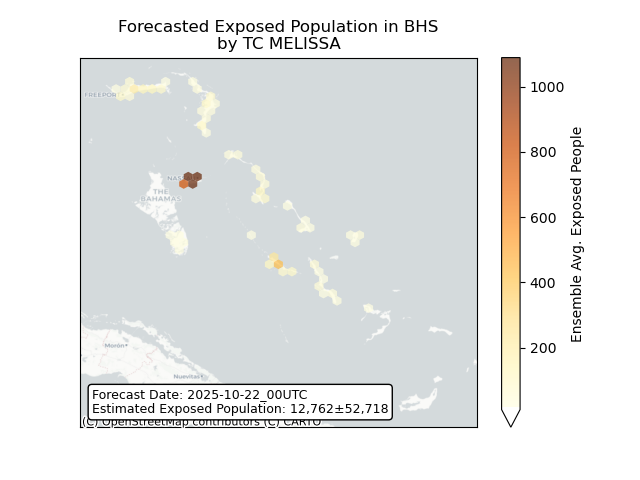 Forecasted Exposed Population in BHS
by TC MELISSA
FREEPORT
NAS
THE
BAHAMAS
Morón
Nuevitas
Forecast Date: 2025-10-22_00UTC
Estimated Exposed Population: 12,762±52,718
(C) OpenStreetMap contributors (C) CARTO
1000
800
600
400
200
Ensemble Avg. Exposed People